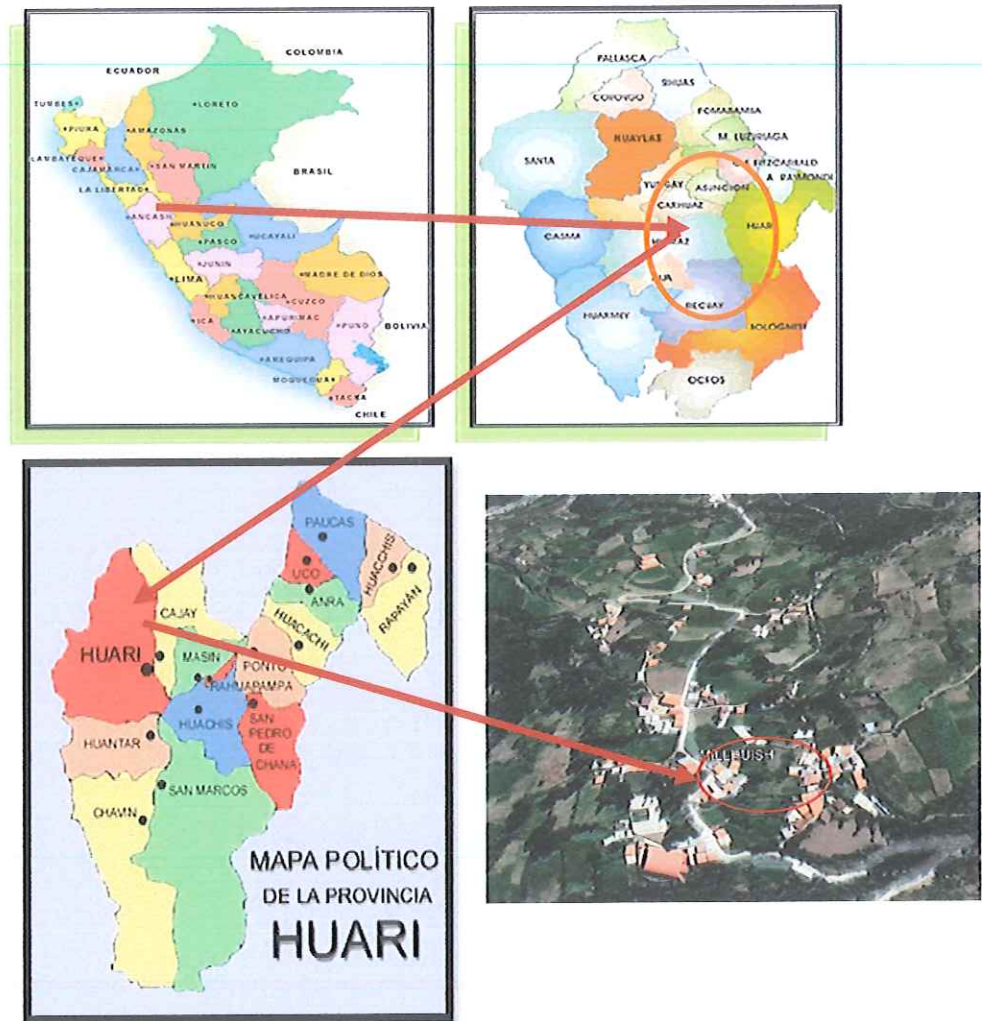 COLOMBIA
ECUADOR
TUMBES
LORETO
PIURA
AMAZONAS
LAMBAYEQUE
CAJAMARCA
SAN MARTIN
BRASIL
LA LIBERTAD
ANCASH
HUANUCO
PASCO
UCAYALI
JUNIN
LIMA
MADRE DE DIOS
HUANCAVELICA
CUZCO
ICA
APURIMAC
AYACUCHO
PUNO
BOLIVIA
AREQUIPA
MOQUEGUA
TACNA
CHILE
PALLASCA
SIHUAS
CORONGO
POMABAMBA
HUAYLAS
M. LUZURIAGA
SANTA
FITZCARRALD
A. RAYMONDI
YUNGAY
ASUNCION
CARHUAZ
HUARI
CASMA
RECUAY
HUARMEY
BOLOGNESI
OCROS
PAUCAS
HUACCHIS
UCO
ANRA
RAPAYÁN
CAJAY
HUACACHI
HUARI
MASIN
PONTO
RAHUAPAMPA
HUACHIS
SAN
PEDRO
DE
CHANA
HUANTAR
SAN MARCOS
CHAVIN
MAPA POLÍTICO
DE LA PROVINCIA
HUARI